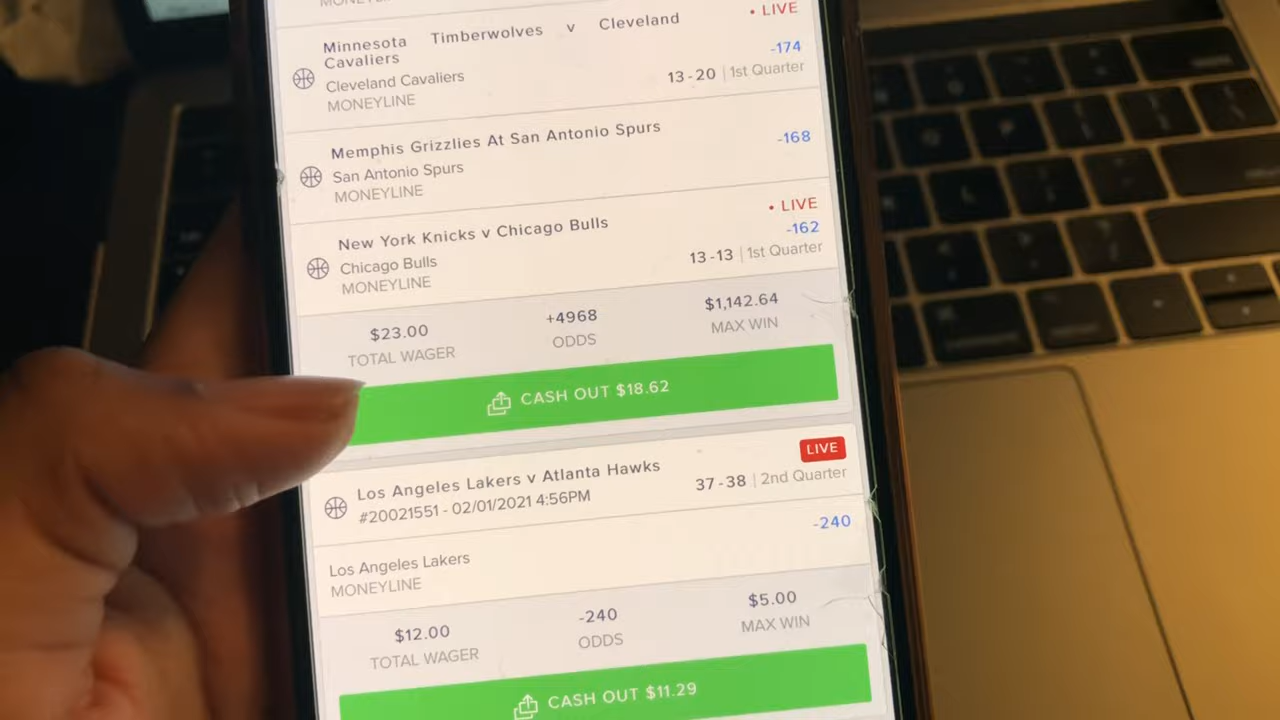 MONEYLINE
• LIVE
Minnesota Timberwolves v Cleveland
Cavaliers
-174
Cleveland Cavaliers
13-20 | 1st Quarter
MONEYLINE
Memphis Grizzlies At San Antonio Spurs
-168
San Antonio Spurs
MONEYLINE
• LIVE
New York Knicks v Chicago Bulls
-162
Chicago Bulls
13-13 | 1st Quarter
MONEYLINE
$23.00
+4968
$1,142.64
TOTAL WAGER
ODDS
MAX WIN
CASH OUT $18.62
LIVE
Los Angeles Lakers v Atlanta Hawks
37-38 | 2nd Quarter
#20021551 - 02/01/2021 4:56PM
-240
Los Angeles Lakers
MONEYLINE
$12.00
-240
$5.00
TOTAL WAGER
ODDS
MAX WIN
CASH OUT $11.29